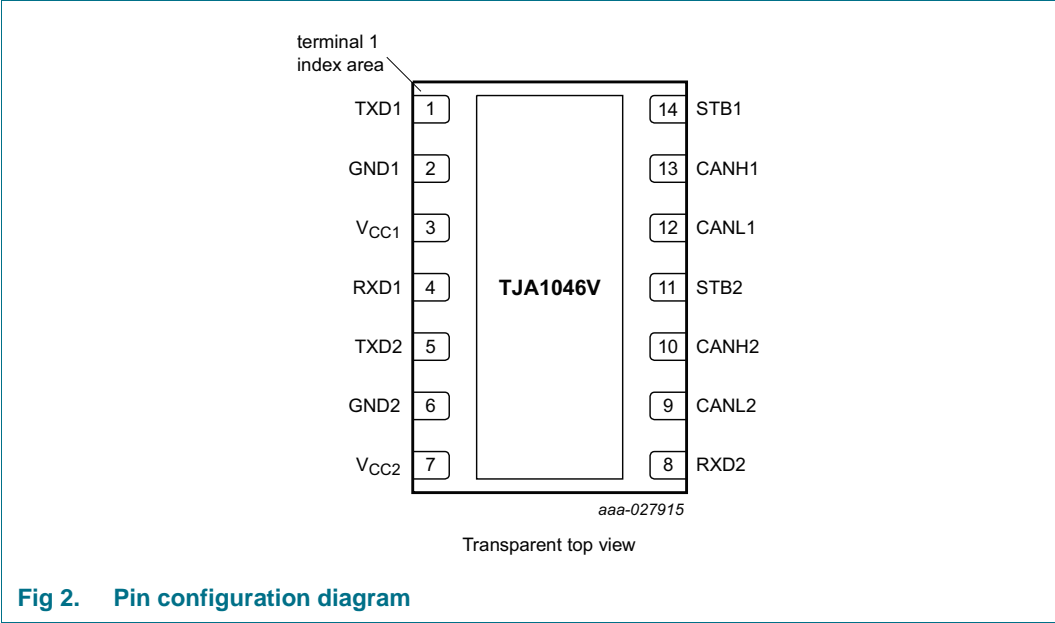 terminal 1
index area
TXD1 1 14 STB1
GND1 2 13 CANH1
VCC1 3 12 CANL1
RXD1 4 TJA1046V 11 STB2
TXD2 5 10 CANH2
GND2 6 9 CANL2
VCC2 7 8 RXD2
aaa-027915
Transparent top view
Fig 2. Pin configuration diagram